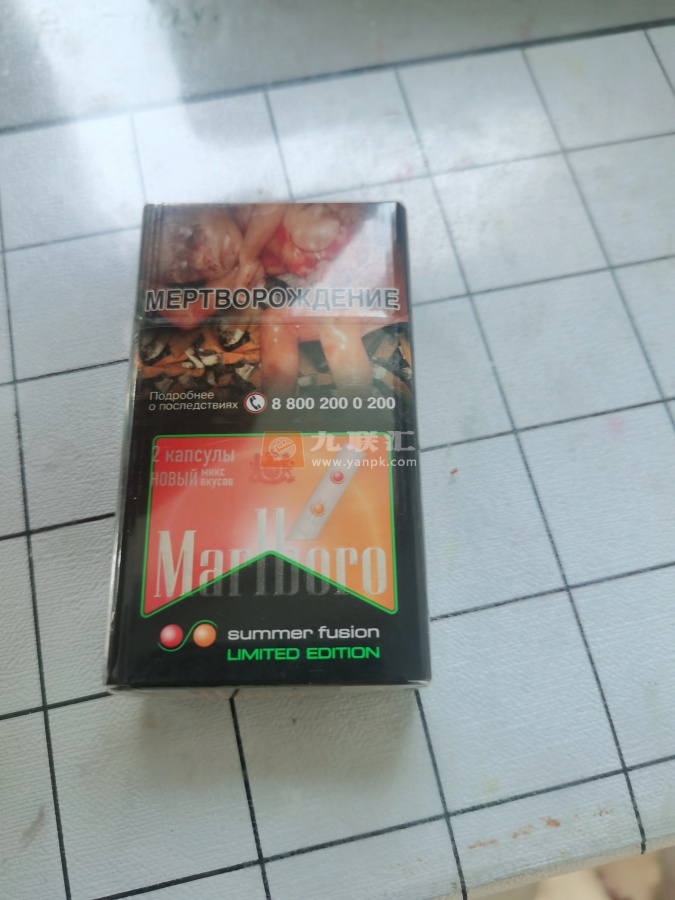 МЕРТВОРОЖДЕНИЕ
Подробнее
о последствиях
8 800 200 0 200
九联汇
www.yanpk.com
2 капсулы
НОВЫЙ микс
вкусов
Marlboro
summer fusion
LIMITED EDITION